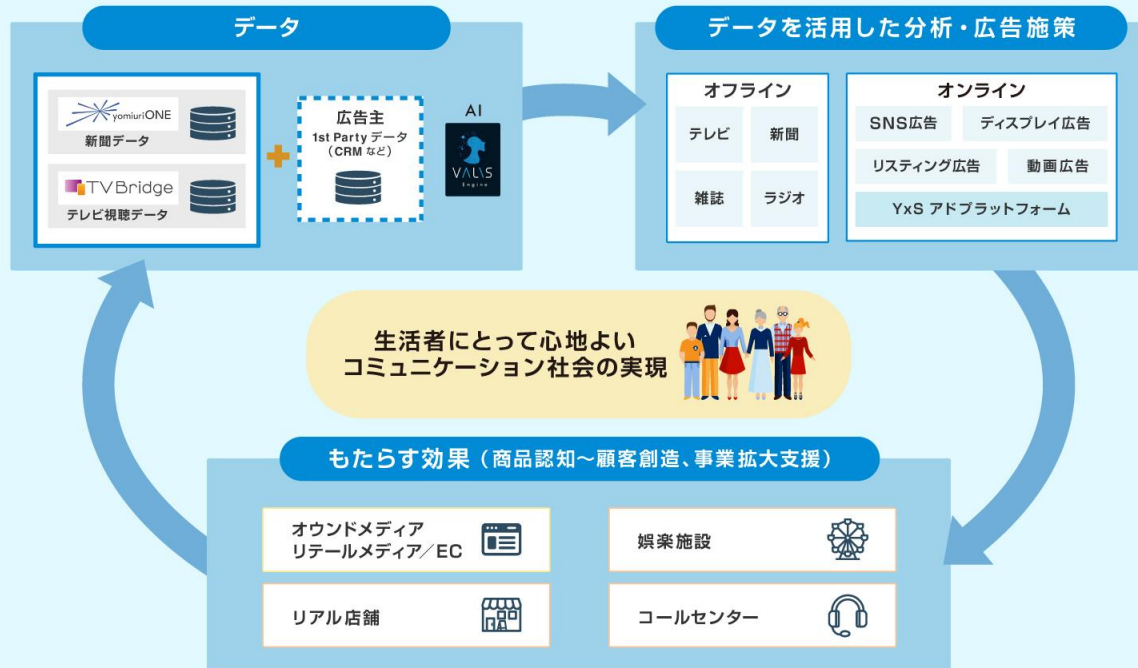 データ
yomiuriONE
新聞データ
TVBridge
テレビ視聴データ
広告主
1st Party データ
（CRM など）
AI
VALIS
Engine
データを活用した分析・広告施策
オフライン
テレビ
新聞
雑誌
ラジオ
オンライン
SNS広告
ディスプレイ広告
リスティング広告
動画広告
YxS アドプラットフォーム
生活者にとって心地よい
コミュニケーション社会の実現
もたらす効果（商品認知～顧客創造、事業拡大支援）
オウンドメディア
リテールメディア／EC
娯楽施設
リアル店舗
コールセンター